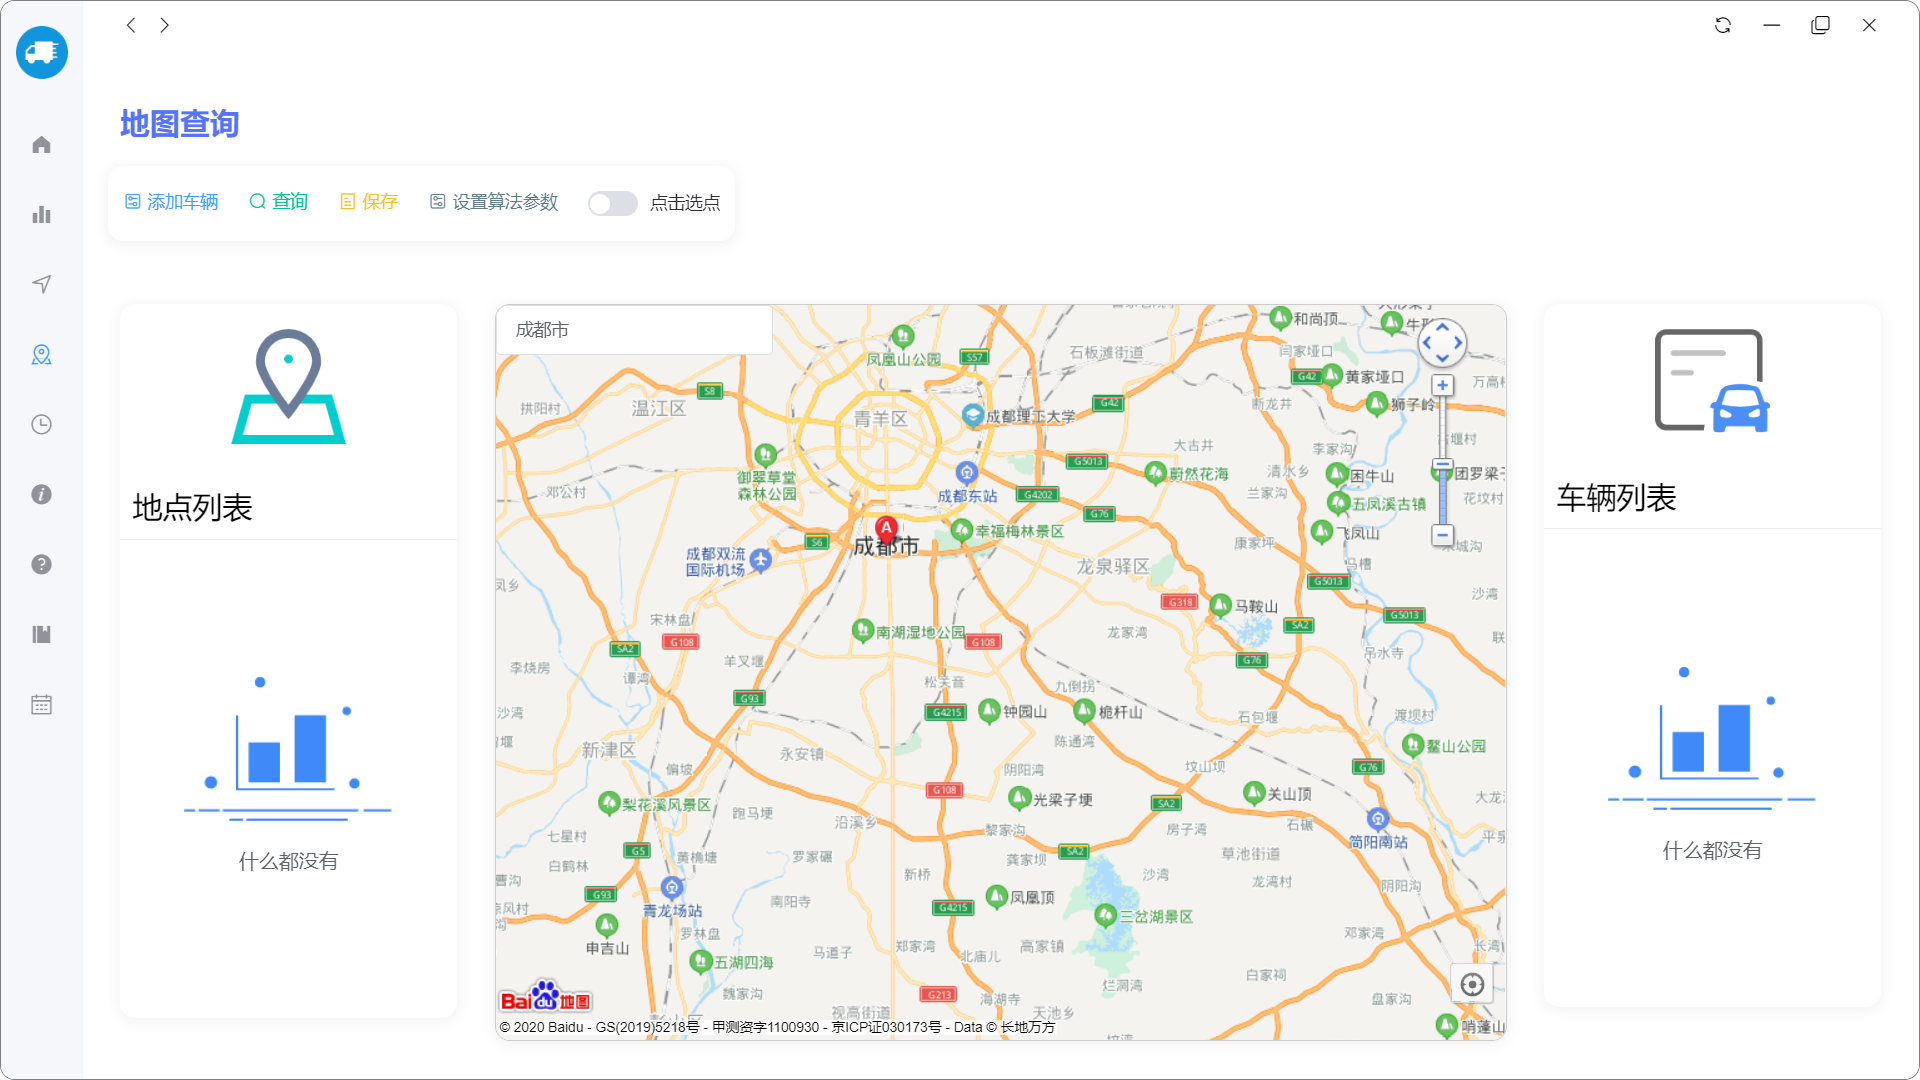 地图查询
添加车辆
查询
保存
设置算法参数
点击选点
地点列表
什么都没有
成都市
和尚顶
凤凰山公园
S57
石板滩街道
闫家垭口
G42
黄家垭口
万高
S8
拱阳村
温江区
青羊区
成都理工大学
G42
断龙井
狮子岭
大古井
李家沟
古堰村
御翠草堂
森林公园
G5013
蔚然花海
清水乡
困牛山
团罗梁子
邓公村
成都东站
G4202
兰家沟
五凤溪古镇
花坟村
G76
成都市
A
幸福梅林景区
S6
康家坪
飞凤山
成都双流
国际机场
龙泉驿区
马槽
G5013
沙湾
G318
马鞍山
G5013
宋林盘
南湖湿地公园
SA2
龙家湾
G108
G108
SA2
羊叉堰
G76
吊水寺
李烧房
谭湾
松关音
九倒拐
G93
G4215
钟园山
桅杆山
石包堰
渡坝村
沙湾
新津区
永安镇
陈通湾
鳌山公园
偏坡
阴阳湾
坟山坝
G76
G108
光梁子埂
关山顶
梨花溪风景区
跑马埂
SA2
沿溪乡
黎家沟
房子湾
石碾
七星村
简阳南站
G5
黄桷塘
罗家碾
SA2
龚家坝
草池街道
白鹤林
新桥
沙湾
龙湾村
阴阳沟
G93
青龙场站
南阳寺
G4215
凤凰顶
三岔湖景区
申吉山
罗林盘
马道子
郑家湾
高家镇
邓家湾
北庙儿
五湖四海
白家祠
烂洞湾
魏家沟
G213
海湖寺
盘家沟
视高街道
天池乡
哨蓬山
Bai du 地图
© 2020 Baidu - GS(2019)5218号 - 甲测资字1100930 - 京ICP证030173号 - Data © 长地万方
车辆列表
什么都没有